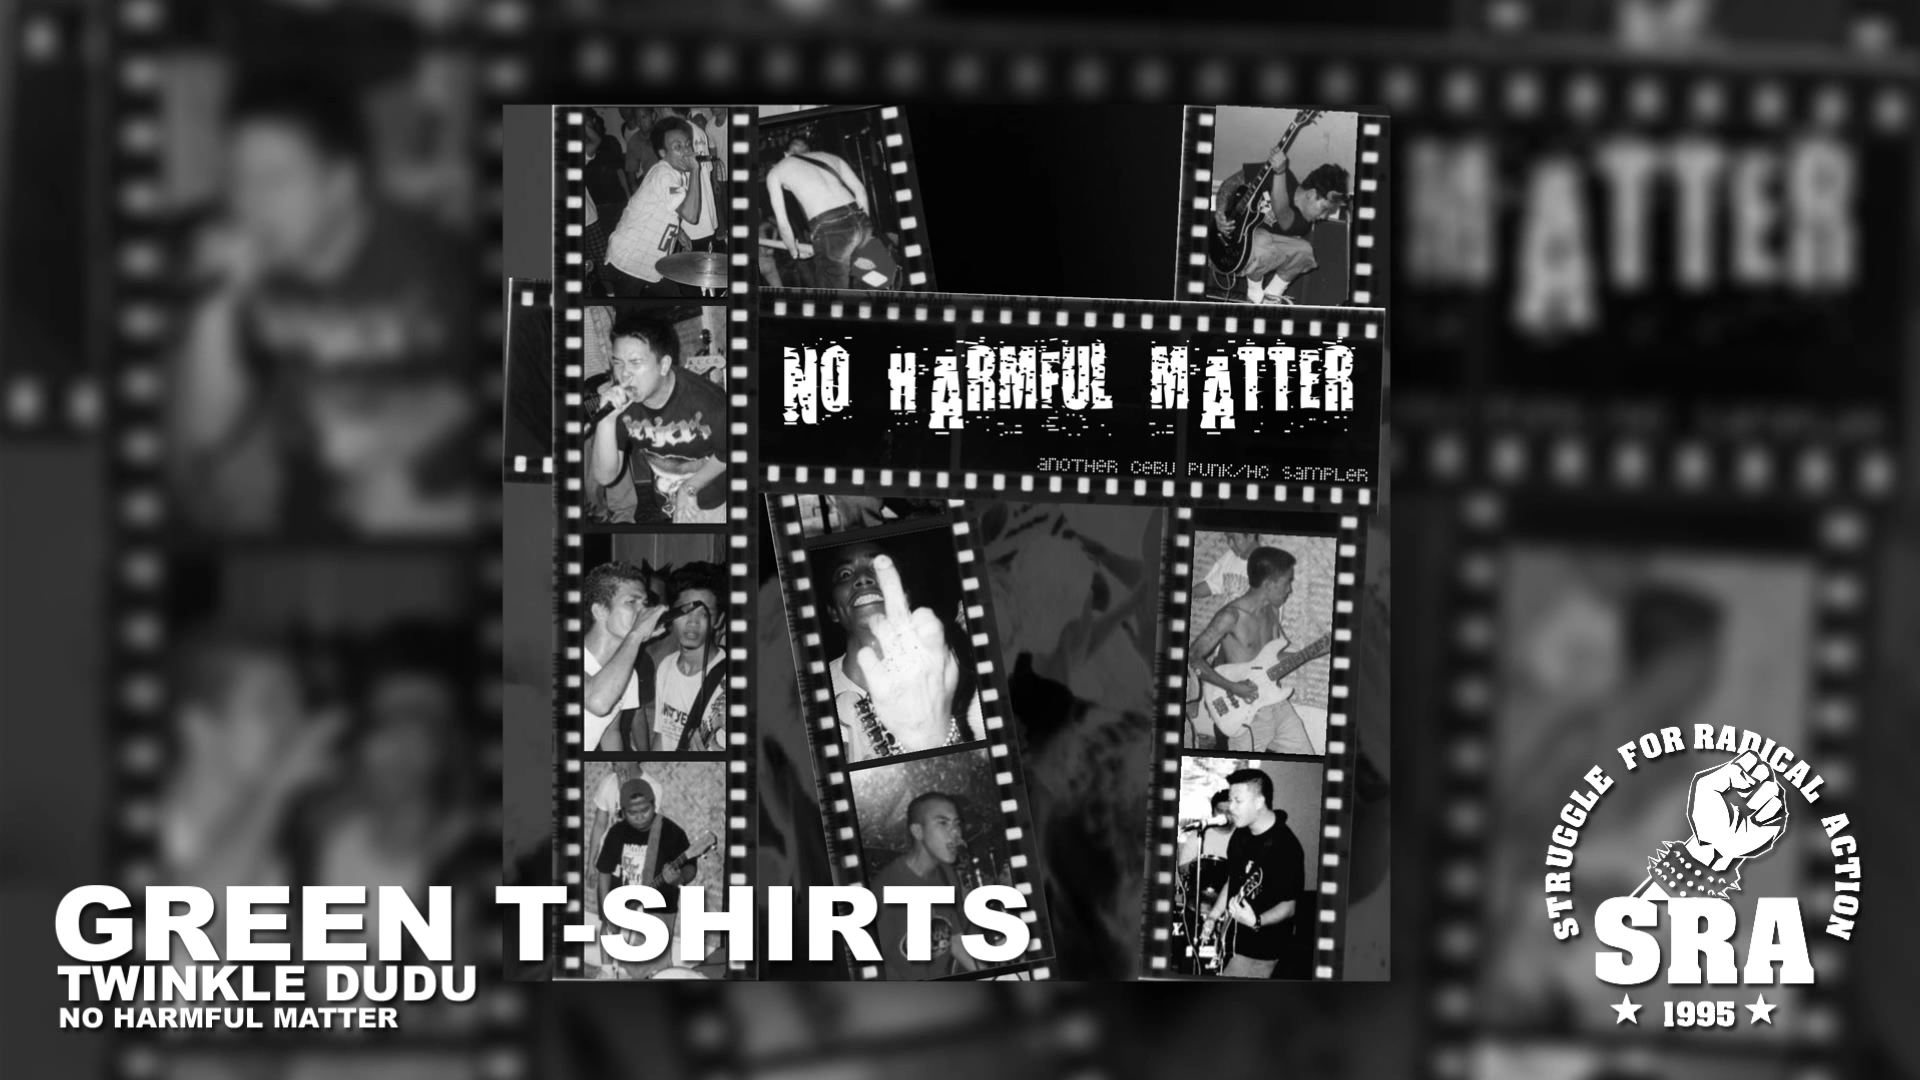 NO HARMFUL MATTER
another cebu punk/hc sampler
MATTER
GREEN T-SHIRTS
TWINKLE DUDU
NO HARMFUL MATTER
STRUGGLE FOR RADICAL ACTION
SRA
★ 1995 ★